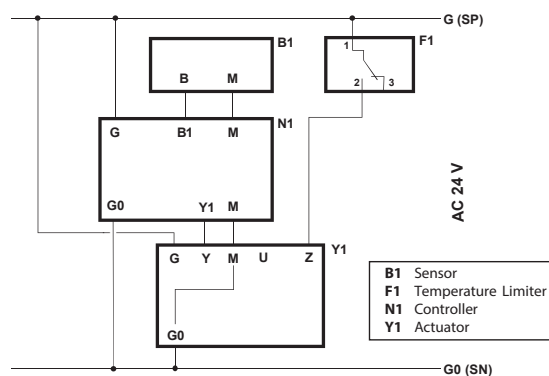 G (SP)
B1
F1
1
B M
2 3
N1
G B1 M
AC 24 V
G0 Y1 M
Y1
G Y M U Z
B1 Sensor
F1 Temperature Limiter
N1 Controller
Y1 Actuator
G0
G0 (SN)